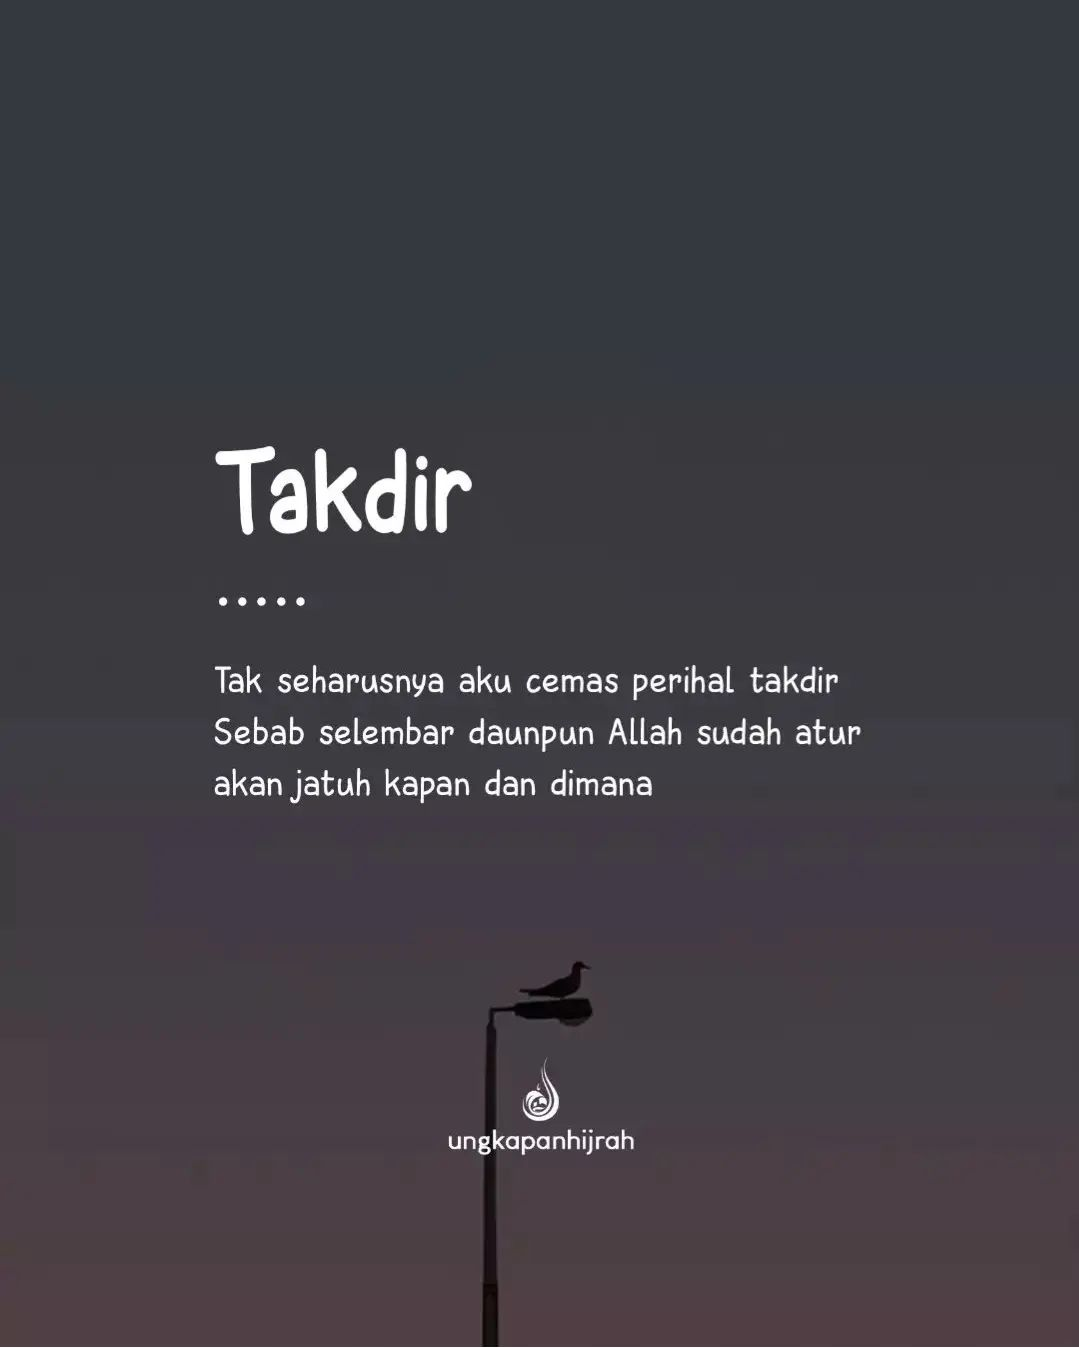 Takdir
.....
Tak seharusnya aku cemas perihal takdir
Sebab selembar daunpun Allah sudah atur
akan jatuh kapan dan dimana
ungkapanhijrah